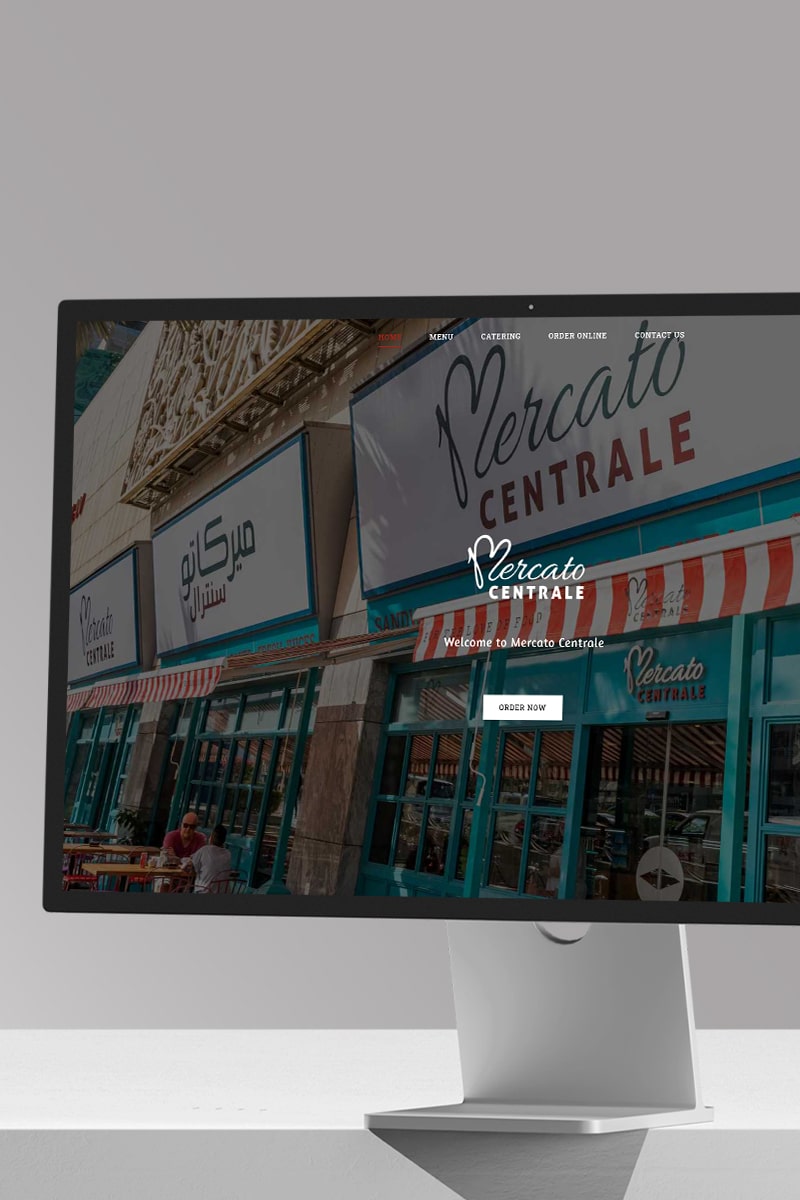 HOME MENU CATERING ORDER ONLINE CONTACT US
Mercato
CENTRALE
ميركاتو
سنترال
Mercato
CENTRALE
Mercato
CENTRALE
Mercato
CENTRALE
Welcome to Mercato Centrale
Mercato
CENTRALE
ORDER NOW